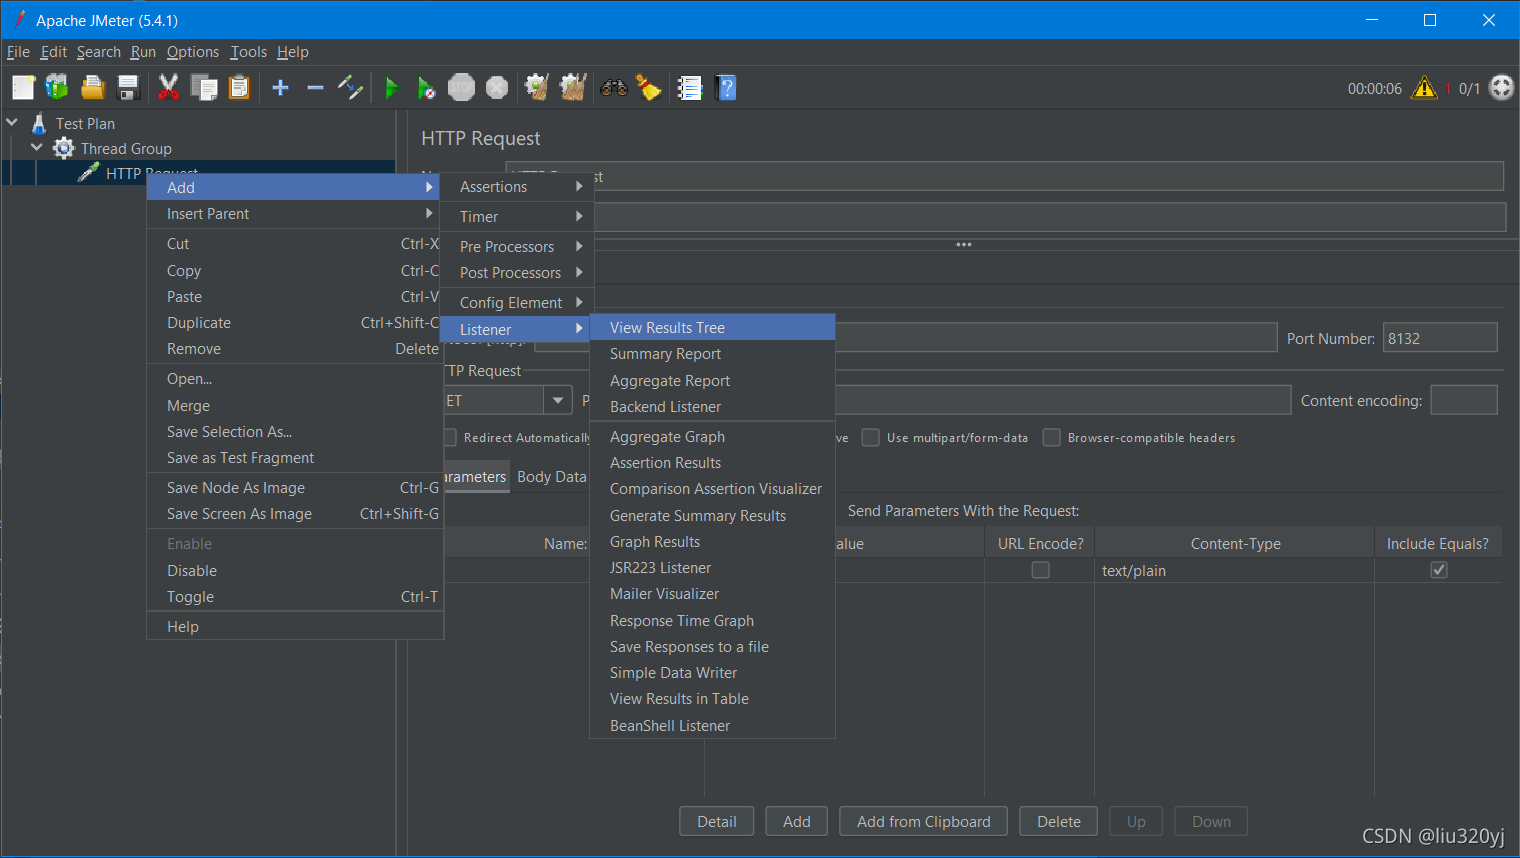 Apache JMeter (5.4.1)
File Edit Search Run Options Tools Help
00:00:06 1 0/1
Test Plan
Thread Group
HTTP Request
HTTP Request
Add
Insert Parent
Cut Ctrl-X
Copy Ctrl-C
Paste Ctrl-V
Duplicate Ctrl+Shift-C
Remove Delete
Open...
Merge
Save Selection As...
Save as Test Fragment
Save Node As Image Ctrl-G
Save Screen As Image Ctrl+Shift-G
Enable
Disable
Toggle Ctrl-T
Help
Assertions
Timer
Pre Processors
Post Processors
Config Element
Listener
View Results Tree
Summary Report
Aggregate Report
Backend Listener
Aggregate Graph
Assertion Results
Comparison Assertion Visualizer
Generate Summary Results
Graph Results
JSR223 Listener
Mailer Visualizer
Response Time Graph
Save Responses to a file
Simple Data Writer
View Results in Table
BeanShell Listener
Port Number: 8132
TP Request
ET
Content encoding:
Redirect Automatically
ve Use multipart/form-data Browser-compatible headers
arameters Body Data
Send Parameters With the Request:
Name: alue URL Encode? Content-Type Include Equals?
text/plain
Detail Add Add from Clipboard Delete Up Down
CSDN @liu320yj